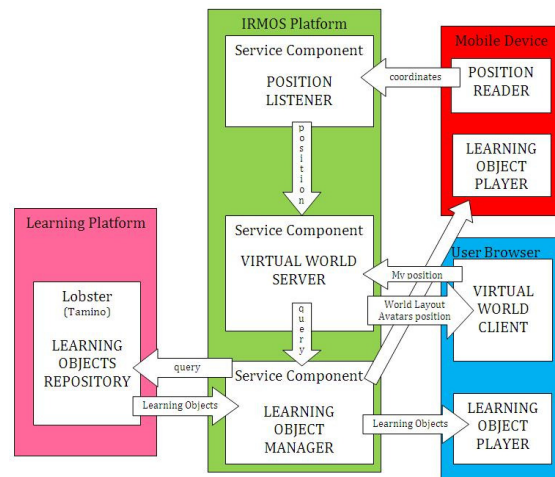 IRMOS Platform
Service Component
POSITION
LISTENER
coordinates
Mobile Device
POSITION
READER
LEARNING
OBJECT
PLAYER
position
Service Component
VIRTUAL WORLD
SERVER
My position
World Layout
Avatars position
User Browser
VIRTUAL
WORLD
CLIENT
query
Learning Platform
Lobster
(Tamino)
LEARNING
OBJECTS
REPOSITORY
query
Learning Objects
Service Component
LEARNING
OBJECT
MANAGER
Learning Objects
LEARNING
OBJECT
PLAYER